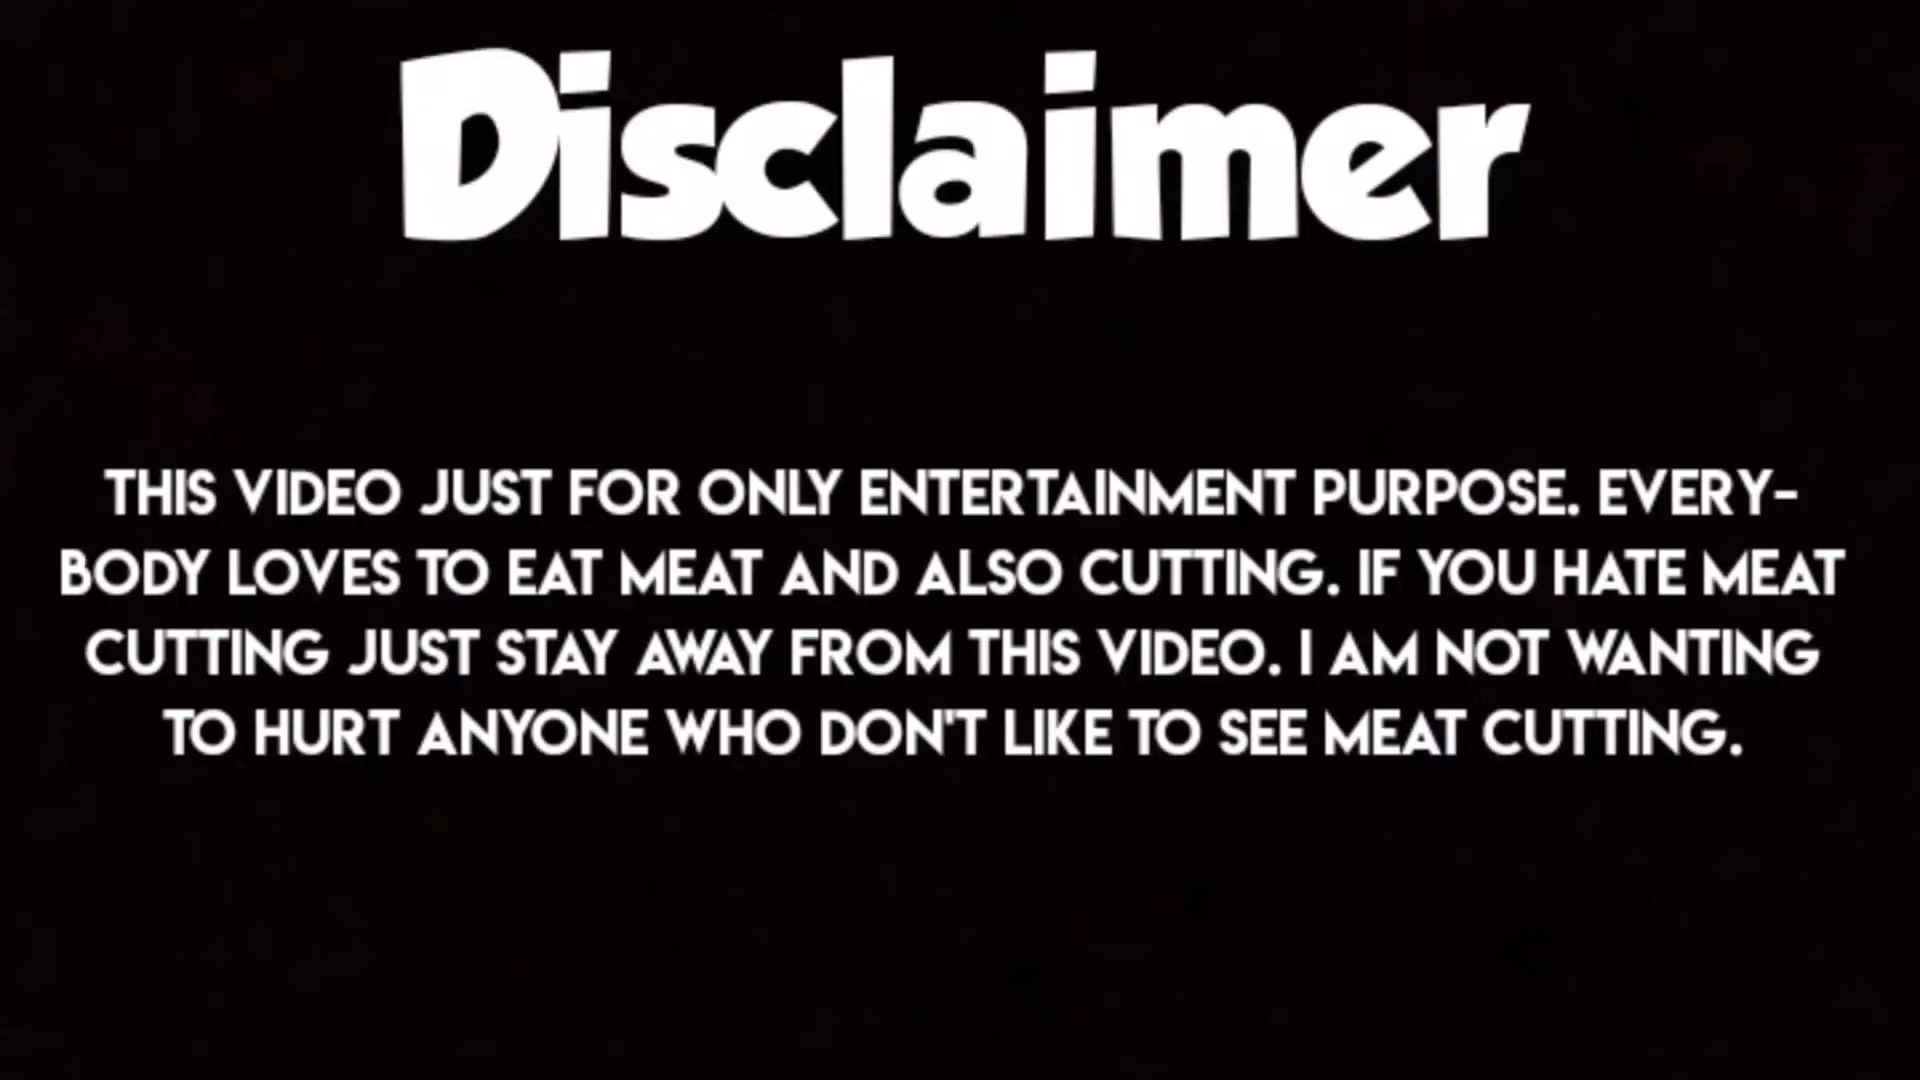 Disclaimer
THIS VIDEO JUST FOR ONLY ENTERTAINMENT PURPOSE. EVERY-
BODY LOVES TO EAT MEAT AND ALSO CUTTING. IF YOU HATE MEAT
CUTTING JUST STAY AWAY FROM THIS VIDEO. I AM NOT WANTING
TO HURT ANYONE WHO DON'T LIKE TO SEE MEAT CUTTING.